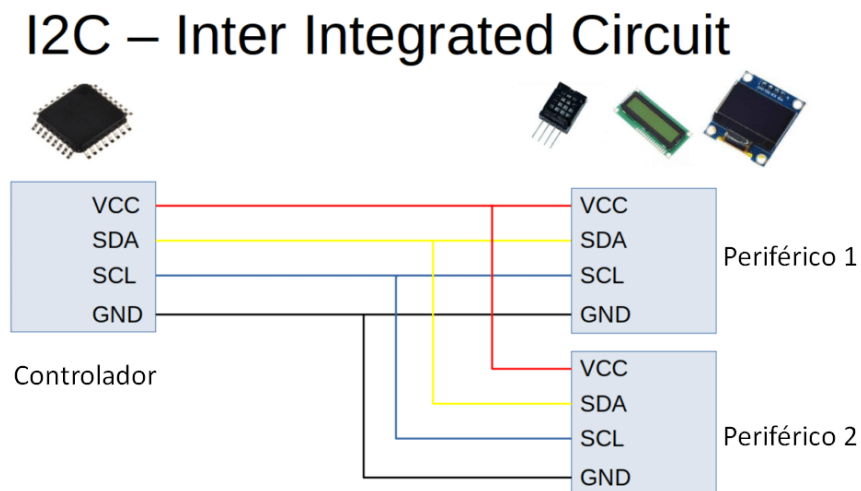 I2C – Inter Integrated Circuit
VCC
SDA
SCL
GND
Controlador
VCC
SDA
SCL
GND
Periférico 1
VCC
SDA
SCL
GND
Periférico 2